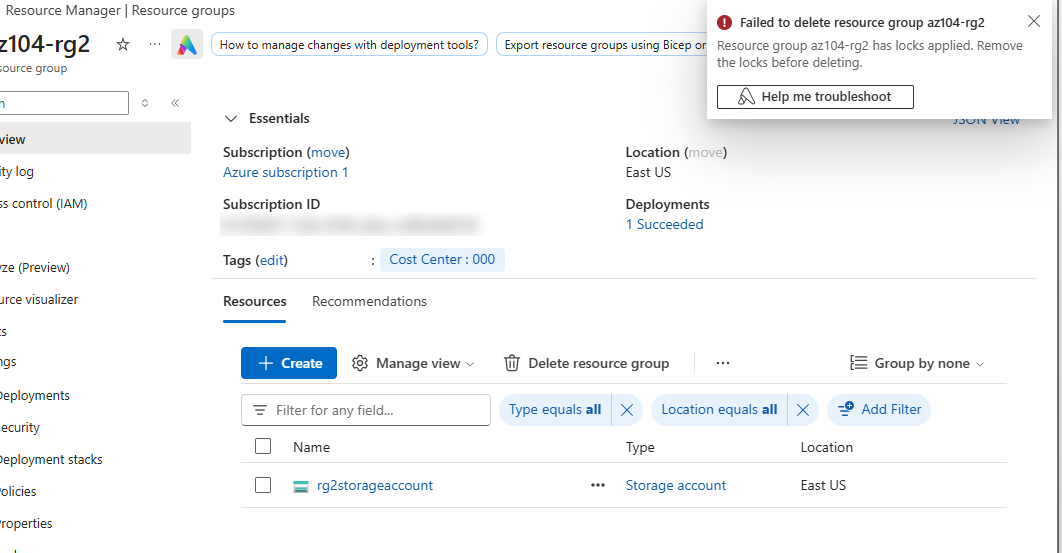 Resource Manager | Resource groups
z104-rg2
source group
How to manage changes with deployment tools?
Export resource groups using Bicep or
Failed to delete resource group az104-rg2
Resource group az104-rg2 has locks applied. Remove
the locks before deleting.
Help me troubleshoot
h
view
ity log
ss control (IAM)
yze (Preview)
urce visualizer
ts
ngs
Deployments
ecurity
Deployment stacks
Policies
Properties
Essentials
JSON View
Subscription (move)
Azure subscription 1
Location (move)
East US
Subscription ID
Deployments
1 Succeeded
Tags (edit) : Cost Center : 000
Resources Recommendations
Create Manage view Delete resource group ... Group by none
Filter for any field... Type equals all Location equals all Add Filter
Name Type Location
rg2storageaccount ... Storage account East US